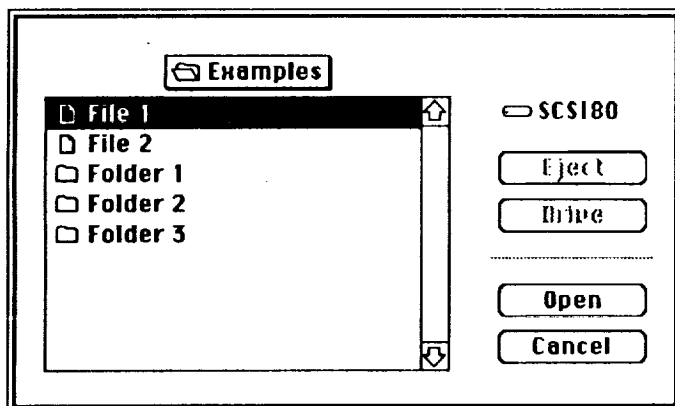 Examples
File 1
File 2
Folder 1
Folder 2
Folder 3
SCSI80
Eject
Drive
Open
Cancel